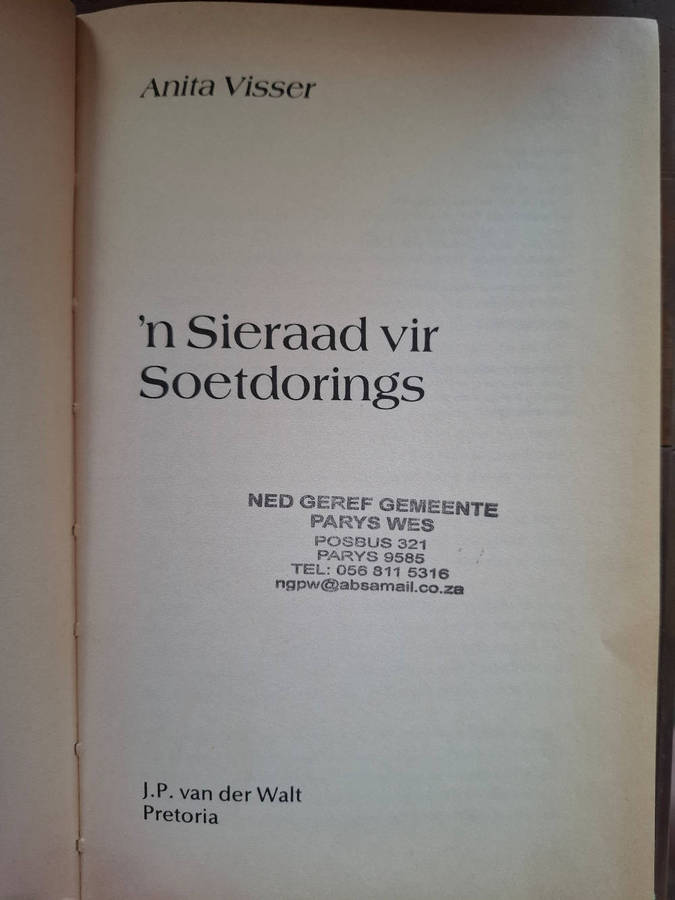 Anita Visser
'n Sieraad vir
Soetdorings
NED GEREF GEMEENTE
PARYS WES
POSBUS 321
PARYS 9585
TEL: 056 811 5316
ngpw@absamail.co.za
J.P. van der Walt
Pretoria